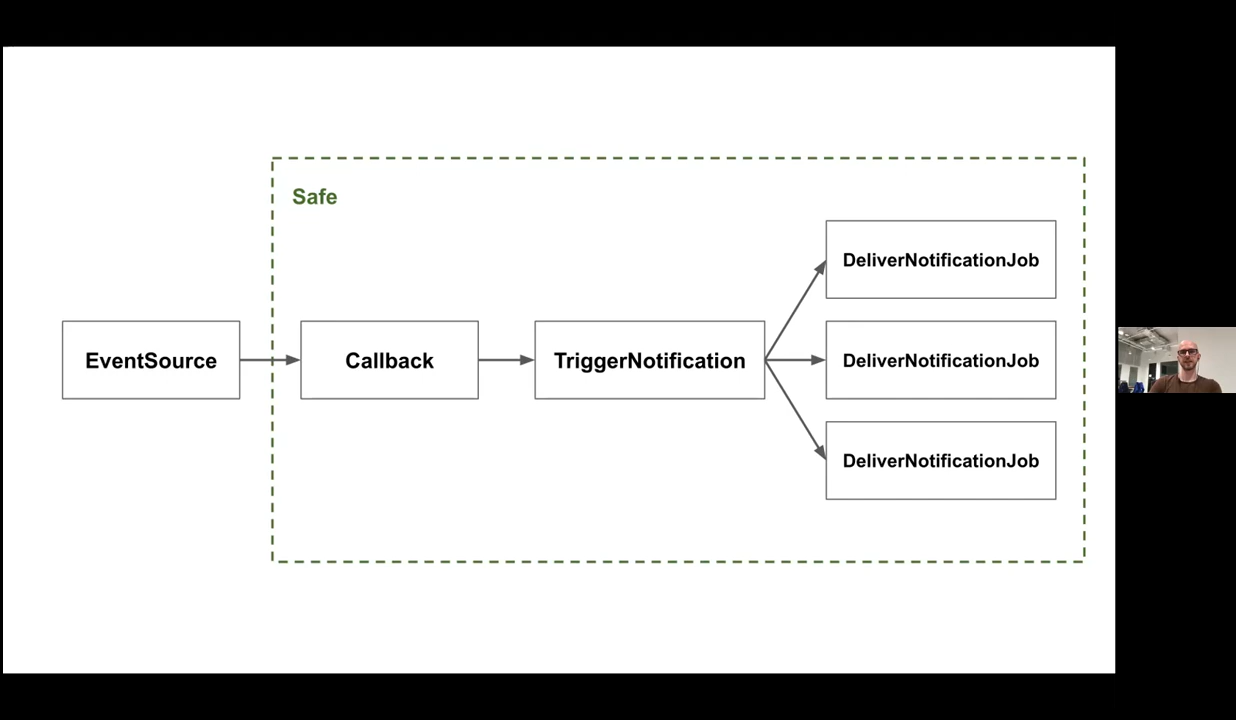 Safe
EventSource
Callback
TriggerNotification
DeliverNotificationJob
DeliverNotificationJob
DeliverNotificationJob